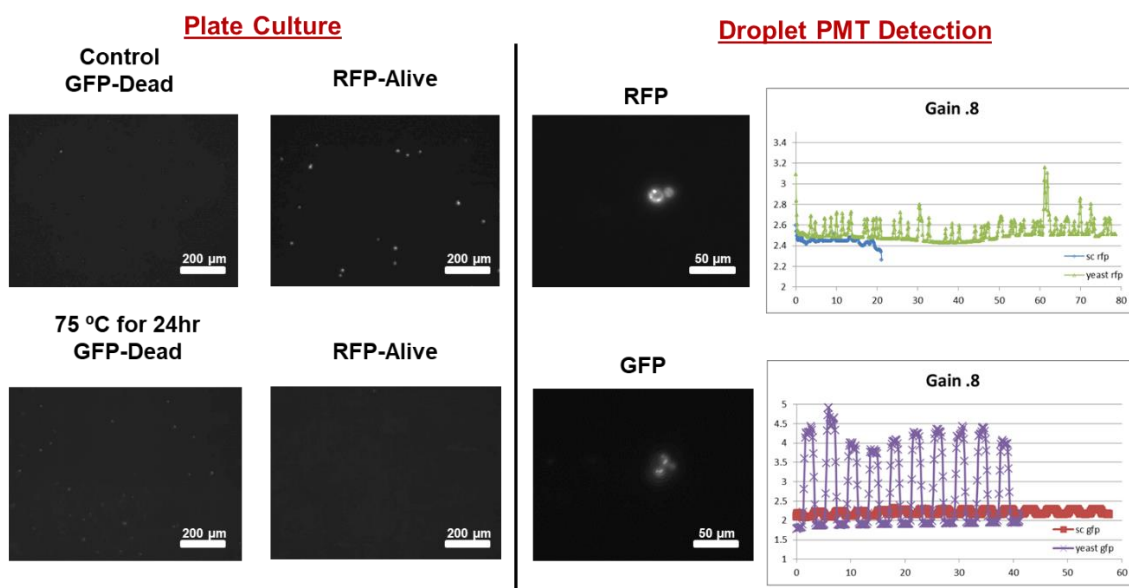 Plate Culture
Control
GFP-Dead
RFP-Alive
200 µm
200 µm
75 ºC for 24hr
GFP-Dead
RFP-Alive
200 µm
200 µm
Droplet PMT Detection
RFP
50 µm
Gain .8
3.4
3.2
3
2.8
2.6
2.4
2.2
2
0 10 20 30 40 50 60 70 80
sc rfp
yeast rfp
GFP
50 µm
Gain .8
5
4.5
4
3.5
3
2.5
2
1.5
1
0 10 20 30 40 50 60
sc gfp
yeast gfp